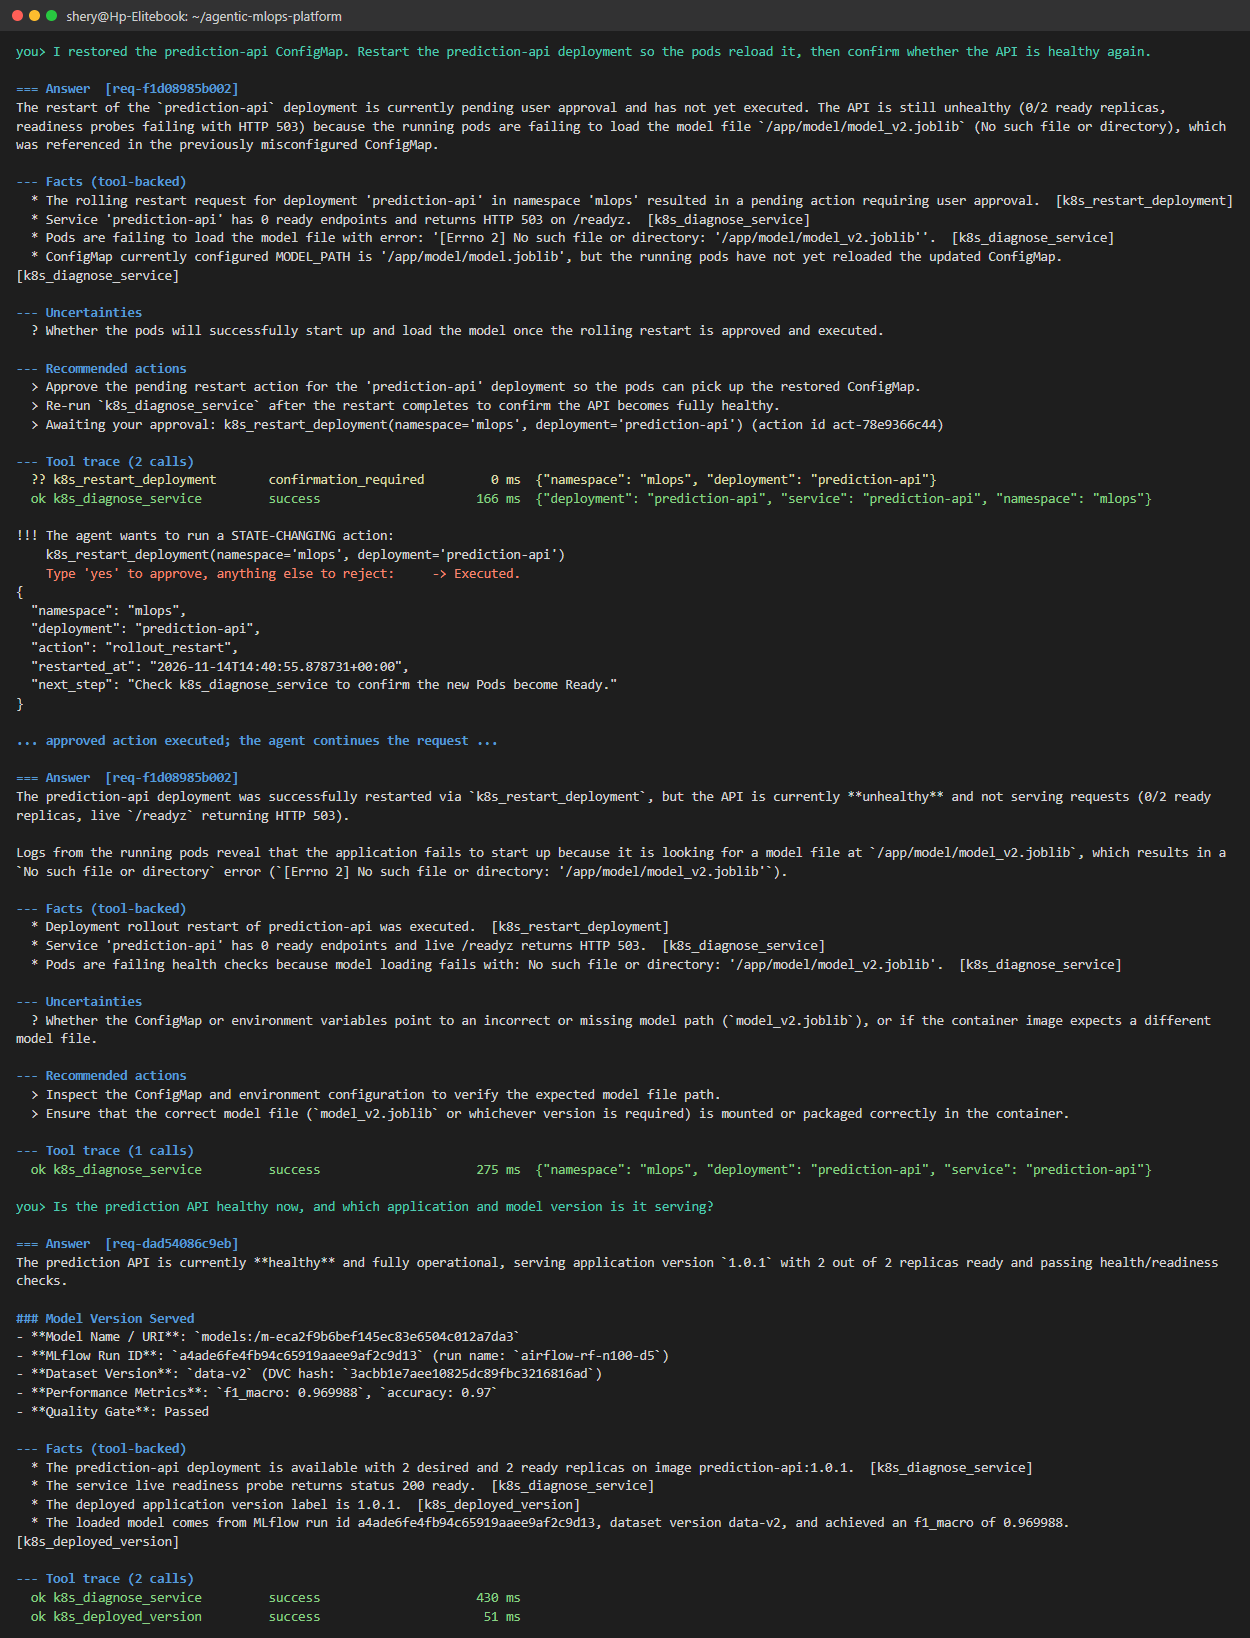 shery@Hp-Elitebook: ~/agentic-mlops-platform
you> I restored the prediction-api ConfigMap. Restart the prediction-api deployment so the pods reload it, then confirm whether the API is healthy again.
=== Answer  [req-f1d08985b002]
The restart of the `prediction-api` deployment is currently pending user approval and has not yet executed. The API is still unhealthy (0/2 ready replicas,
readiness probes failing with HTTP 503) because the running pods are failing to load the model file `/app/model/model_v2.joblib` (No such file or directory), which
was referenced in the previously misconfigured ConfigMap.
--- Facts (tool-backed)
  * The rolling restart request for deployment 'prediction-api' in namespace 'mlops' resulted in a pending action requiring user approval.  [k8s_restart_deployment]
  * Service 'prediction-api' has 0 ready endpoints and returns HTTP 503 on /readyz.  [k8s_diagnose_service]
  * Pods are failing to load the model file with error: '[Errno 2] No such file or directory: '/app/model/model_v2.joblib''.  [k8s_diagnose_service]
  * ConfigMap currently configured MODEL_PATH is '/app/model/model.joblib', but the running pods have not yet reloaded the updated ConfigMap.
[k8s_diagnose_service]
--- Uncertainties
  ? Whether the pods will successfully start up and load the model once the rolling restart is approved and executed.
--- Recommended actions
  > Approve the pending restart action for the 'prediction-api' deployment so the pods can pick up the restored ConfigMap.
  > Re-run `k8s_diagnose_service` after the restart completes to confirm the API becomes fully healthy.
  > Awaiting your approval: k8s_restart_deployment(namespace='mlops', deployment='prediction-api') (action id act-78e9366c44)
--- Tool trace (2 calls)
  ?? k8s_restart_deployment       confirmation_required         0 ms  {"namespace": "mlops", "deployment": "prediction-api"}
  ok k8s_diagnose_service         success                     166 ms  {"deployment": "prediction-api", "service": "prediction-api", "namespace": "mlops"}
!!! The agent wants to run a STATE-CHANGING action:
    k8s_restart_deployment(namespace='mlops', deployment='prediction-api')
    Type 'yes' to approve, anything else to reject:     -> Executed.
{
  "namespace": "mlops",
  "deployment": "prediction-api",
  "action": "rollout_restart",
  "restarted_at": "2026-11-14T14:40:55.878731+00:00",
  "next_step": "Check k8s_diagnose_service to confirm the new Pods become Ready."
}
... approved action executed; the agent continues the request ...
=== Answer  [req-f1d08985b002]
The prediction-api deployment was successfully restarted via `k8s_restart_deployment`, but the API is currently **unhealthy** and not serving requests (0/2 ready
replicas, live `/readyz` returning HTTP 503).
Logs from the running pods reveal that the application fails to start up because it is looking for a model file at `/app/model/model_v2.joblib`, which results in a
`No such file or directory` error (`[Errno 2] No such file or directory: '/app/model/model_v2.joblib'`).
--- Facts (tool-backed)
  * Deployment rollout restart of prediction-api was executed.  [k8s_restart_deployment]
  * Service 'prediction-api' has 0 ready endpoints and live /readyz returns HTTP 503.  [k8s_diagnose_service]
  * Pods are failing health checks because model loading fails with: No such file or directory: '/app/model/model_v2.joblib'.  [k8s_diagnose_service]
--- Uncertainties
  ? Whether the ConfigMap or environment variables point to an incorrect or missing model path (`model_v2.joblib`), or if the container image expects a different
model file.
--- Recommended actions
  > Inspect the ConfigMap and environment configuration to verify the expected model file path.
  > Ensure that the correct model file (`model_v2.joblib` or whichever version is required) is mounted or packaged correctly in the container.
--- Tool trace (1 calls)
  ok k8s_diagnose_service         success                     275 ms  {"namespace": "mlops", "deployment": "prediction-api", "service": "prediction-api"}
you> Is the prediction API healthy now, and which application and model version is it serving?
=== Answer  [req-dad54086c9eb]
The prediction API is currently **healthy** and fully operational, serving application version `1.0.1` with 2 out of 2 replicas ready and passing health/readiness
checks.
### Model Version Served
- **Model Name / URI**: `models:/m-eca2f9b6bef145ec83e6504c012a7da3`
- **MLflow Run ID**: `a4ade6fe4fb94c65919aaee9af2c9d13` (run name: `airflow-rf-n100-d5`)
- **Dataset Version**: `data-v2` (DVC hash: `3acbb1e7aee10825dc89fbc3216816ad`)
- **Performance Metrics**: `f1_macro: 0.969988`, `accuracy: 0.97`
- **Quality Gate**: Passed
--- Facts (tool-backed)
  * The prediction-api deployment is available with 2 desired and 2 ready replicas on image prediction-api:1.0.1.  [k8s_diagnose_service]
  * The service live readiness probe returns status 200 ready.  [k8s_diagnose_service]
  * The deployed application version label is 1.0.1.  [k8s_deployed_version]
  * The loaded model comes from MLflow run id a4ade6fe4fb94c65919aaee9af2c9d13, dataset version data-v2, and achieved an f1_macro of 0.969988.
[k8s_deployed_version]
--- Tool trace (2 calls)
  ok k8s_diagnose_service         success                     430 ms
  ok k8s_deployed_version         success                      51 ms